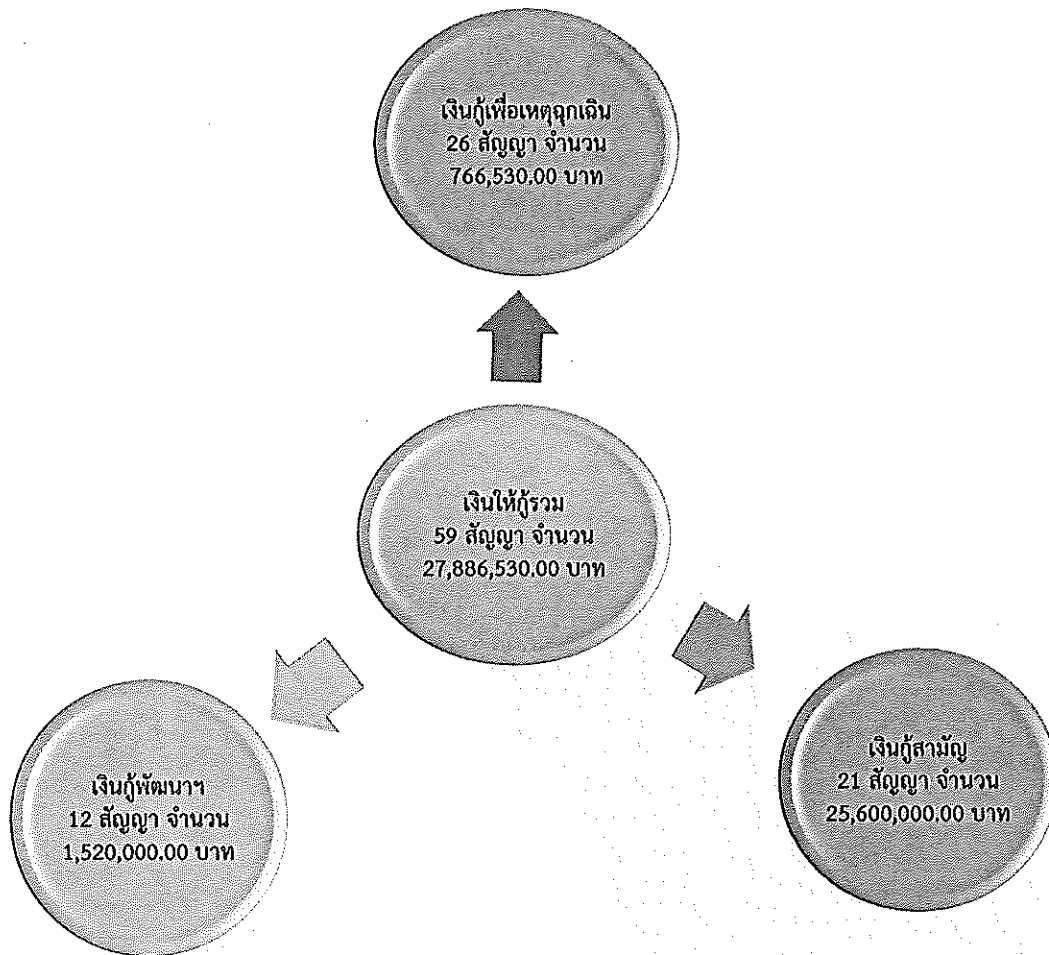 เงินกู้เพื่อเหตุฉุกเฉิน
26 สัญญา จำนวน
766,530.00 บาท
เงินให้กู้รวม
59 สัญญา จำนวน
27,886,530.00 บาท
เงินกู้พัฒนาฯ
12 สัญญา จำนวน
1,520,000.00 บาท
เงินกู้สามัญ
21 สัญญา จำนวน
25,600,000.00 บาท